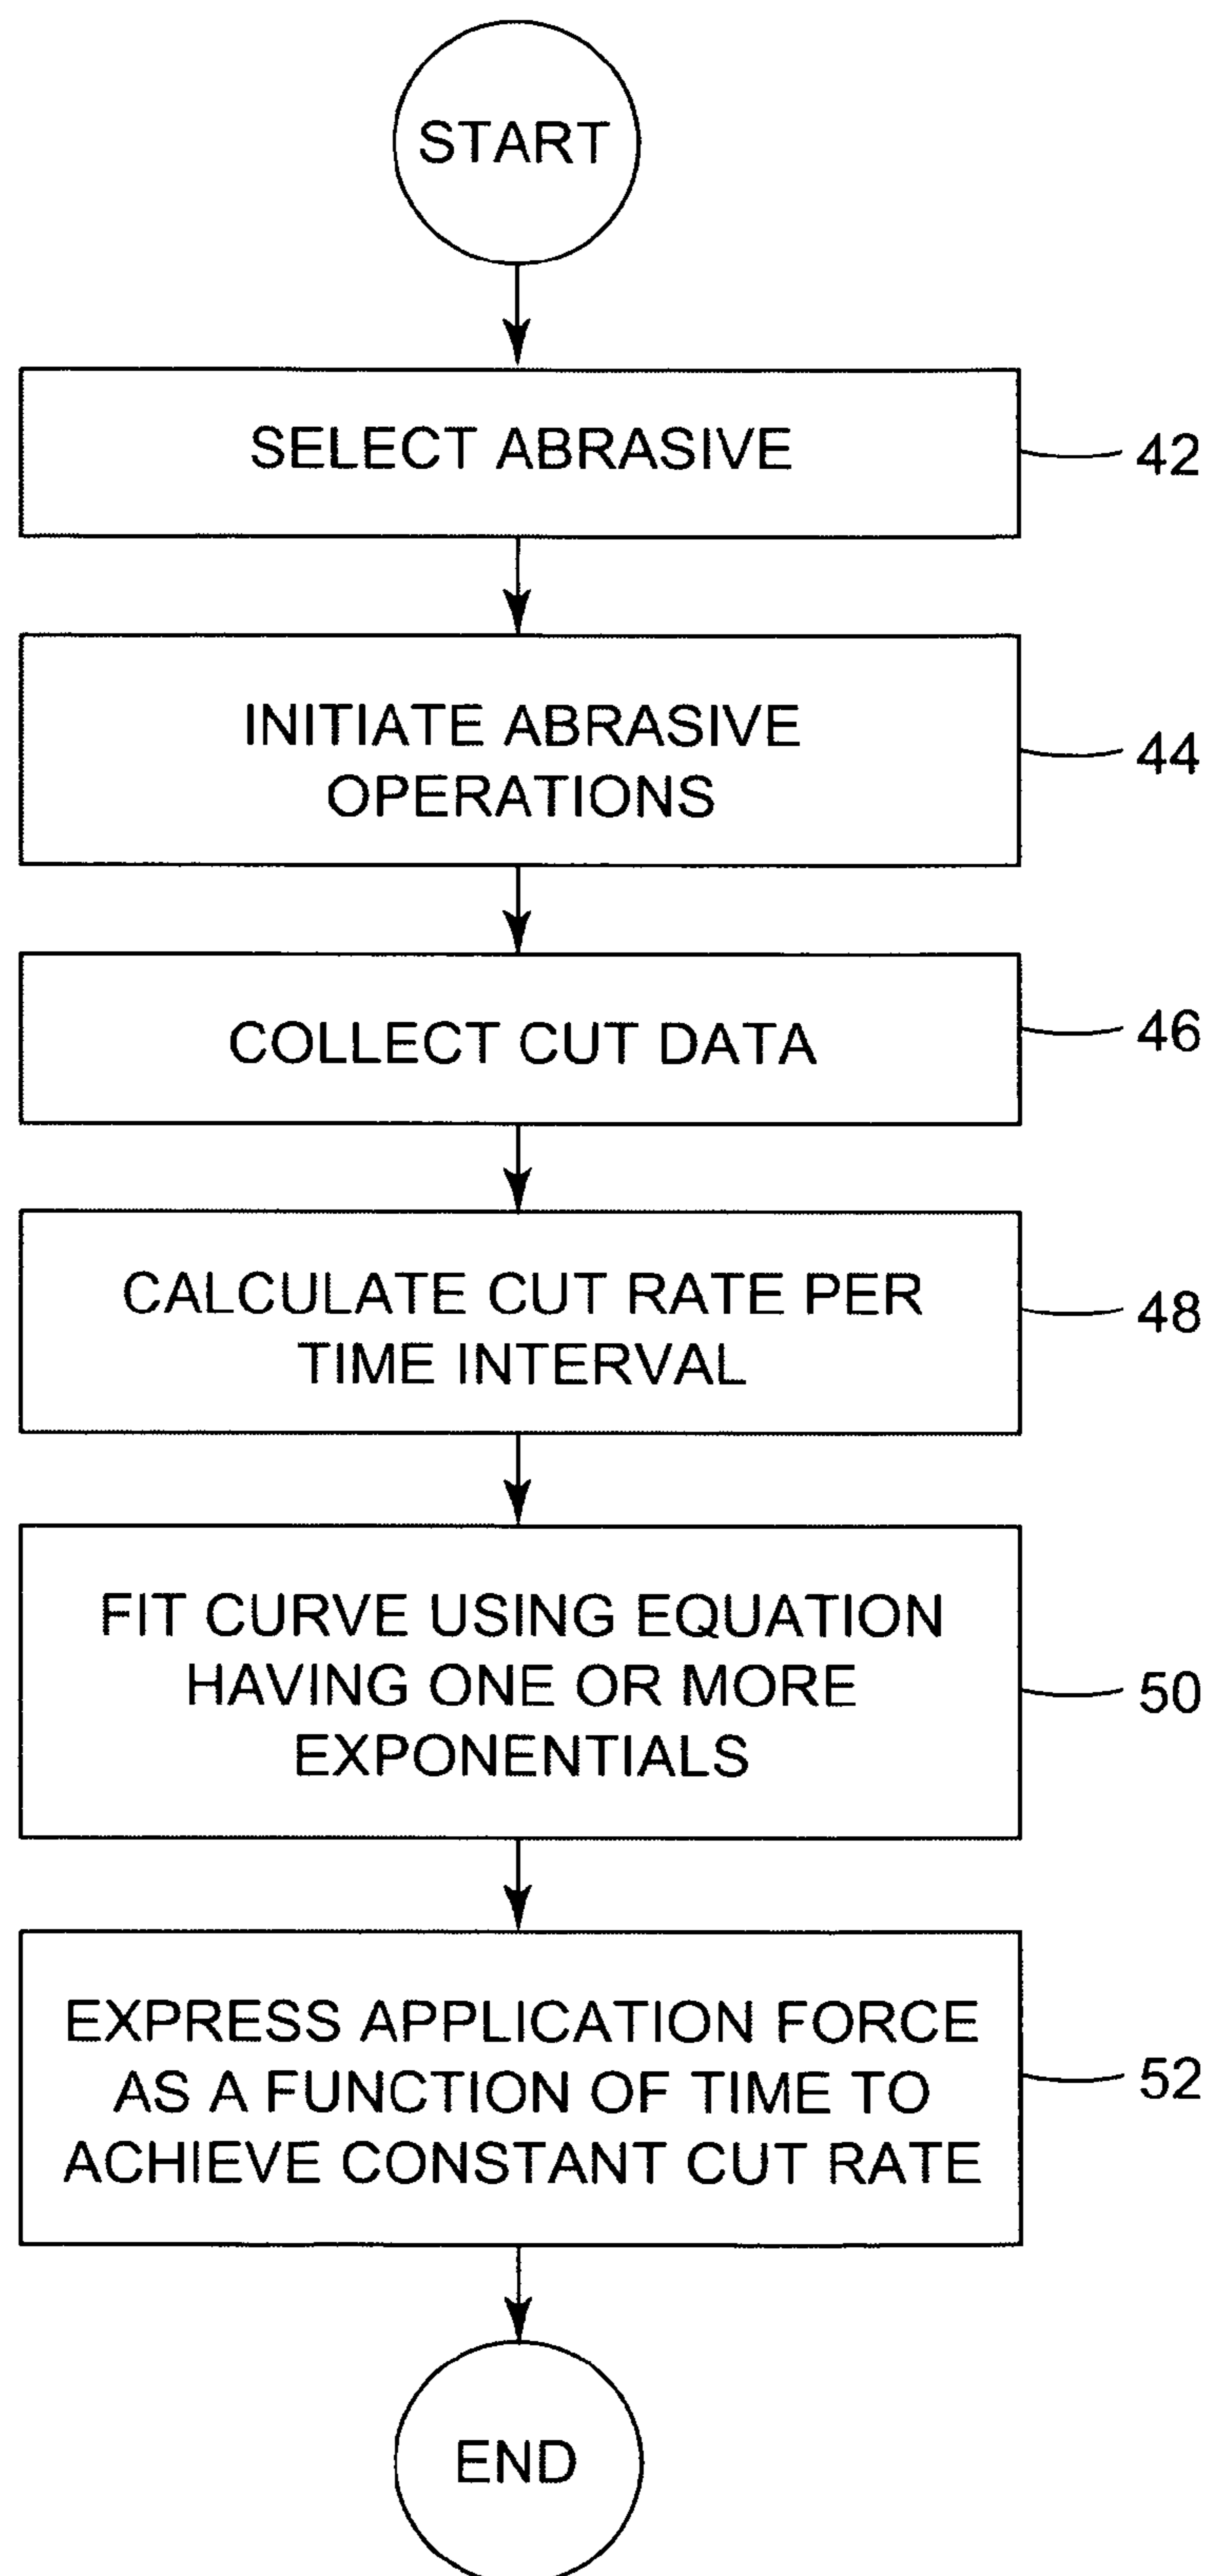 START
SELECT ABRASIVE
42
INITIATE ABRASIVE
OPERATIONS
44
COLLECT CUT DATA
46
CALCULATE CUT RATE PER
TIME INTERVAL
48
FIT CURVE USING EQUATION
HAVING ONE OR MORE
EXPONENTIALS
50
EXPRESS APPLICATION FORCE
AS A FUNCTION OF TIME TO
ACHIEVE CONSTANT CUT RATE
52
END